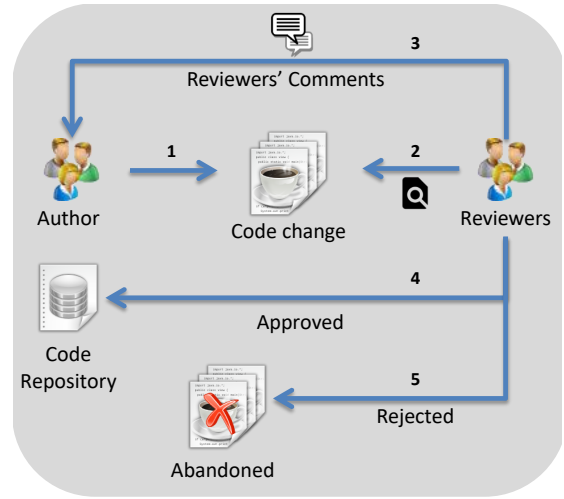 3
Reviewers' Comments
1
2
Author
Code change
Reviewers
4
Approved
Code
Repository
5
Rejected
Abandoned